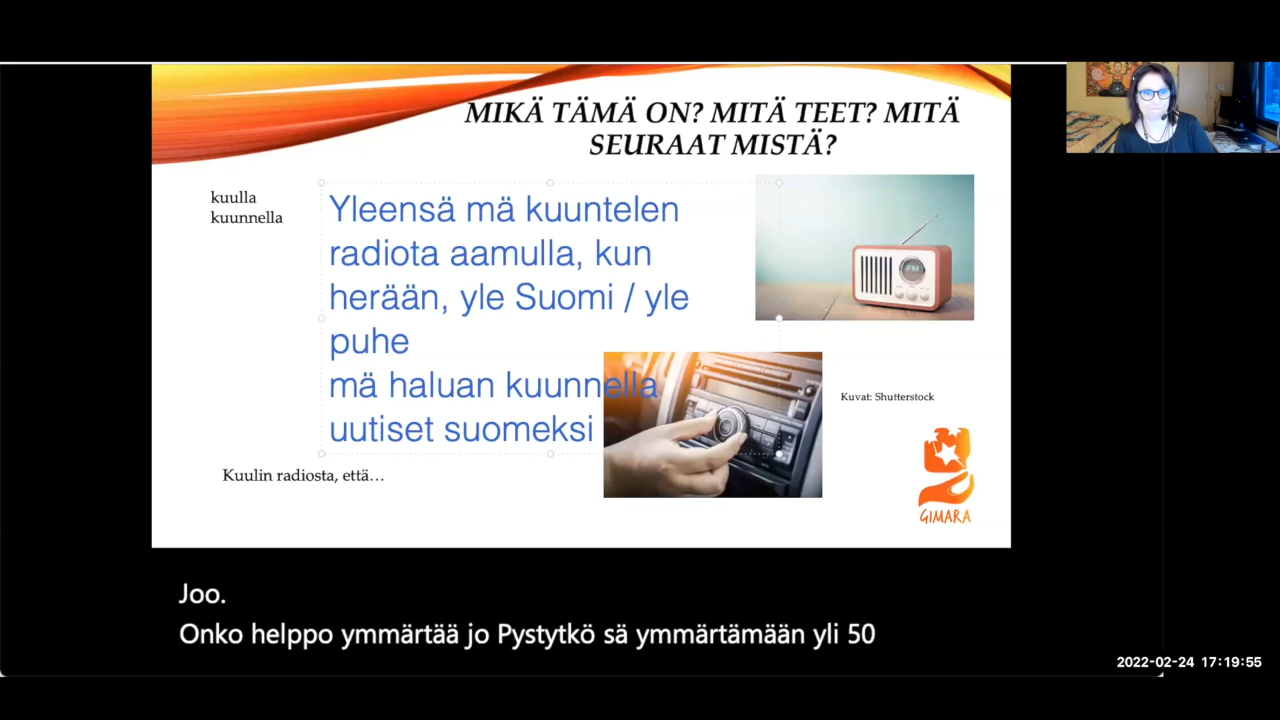 MIKÄ TÄMÄ ON? MITÄ TEET? MITÄ
SEURAAT MISTÄ?
kuulla
kuunnella
Yleensä mä kuuntelen
radiota aamulla, kun
herään, yle Suomi / yle
puhe
mä haluan kuunnella
uutiset suomeksi
FM
Kuvat: Shutterstock
Kuulin radiosta, että…
GIMARA
Joo.
Onko helppo ymmärtää jo Pystytkö sä ymmärtämään yli 50
2022-02-24 17:19:55